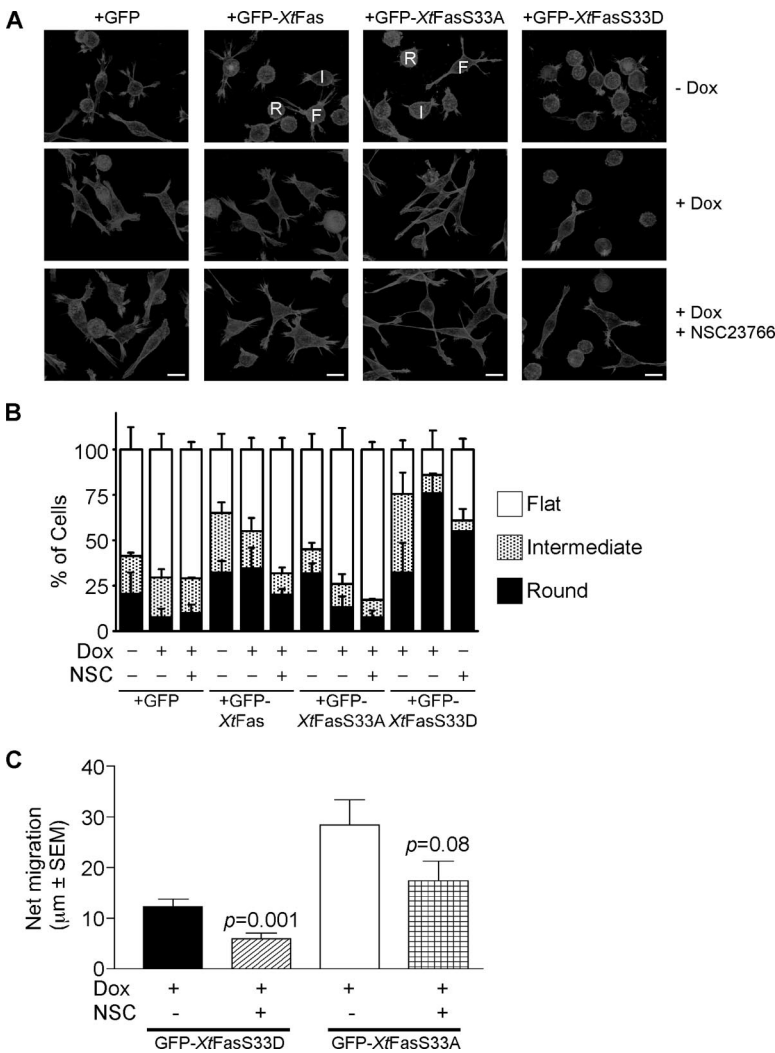 A
+GFP
+GFP-XtFas
+GFP-XtFasS33A
+GFP-XtFasS33D
R
I
R
F
R
F
I
- Dox
+ Dox
+ Dox
+ NSC23766
B
% of Cells
100
75
50
25
0
Flat
Intermediate
Round
Dox – + + – + + – + + + + –
NSC – – + – – + – – + – – +
+GFP
+GFP-
XtFas
+GFP-
XtFasS33A
+GFP-
XtFasS33D
C
Net migration
(μm ± SEM)
40
30
20
10
0
p=0.001
p=0.08
Dox + + + +
NSC - + - +
GFP-XtFasS33D
GFP-XtFasS33A